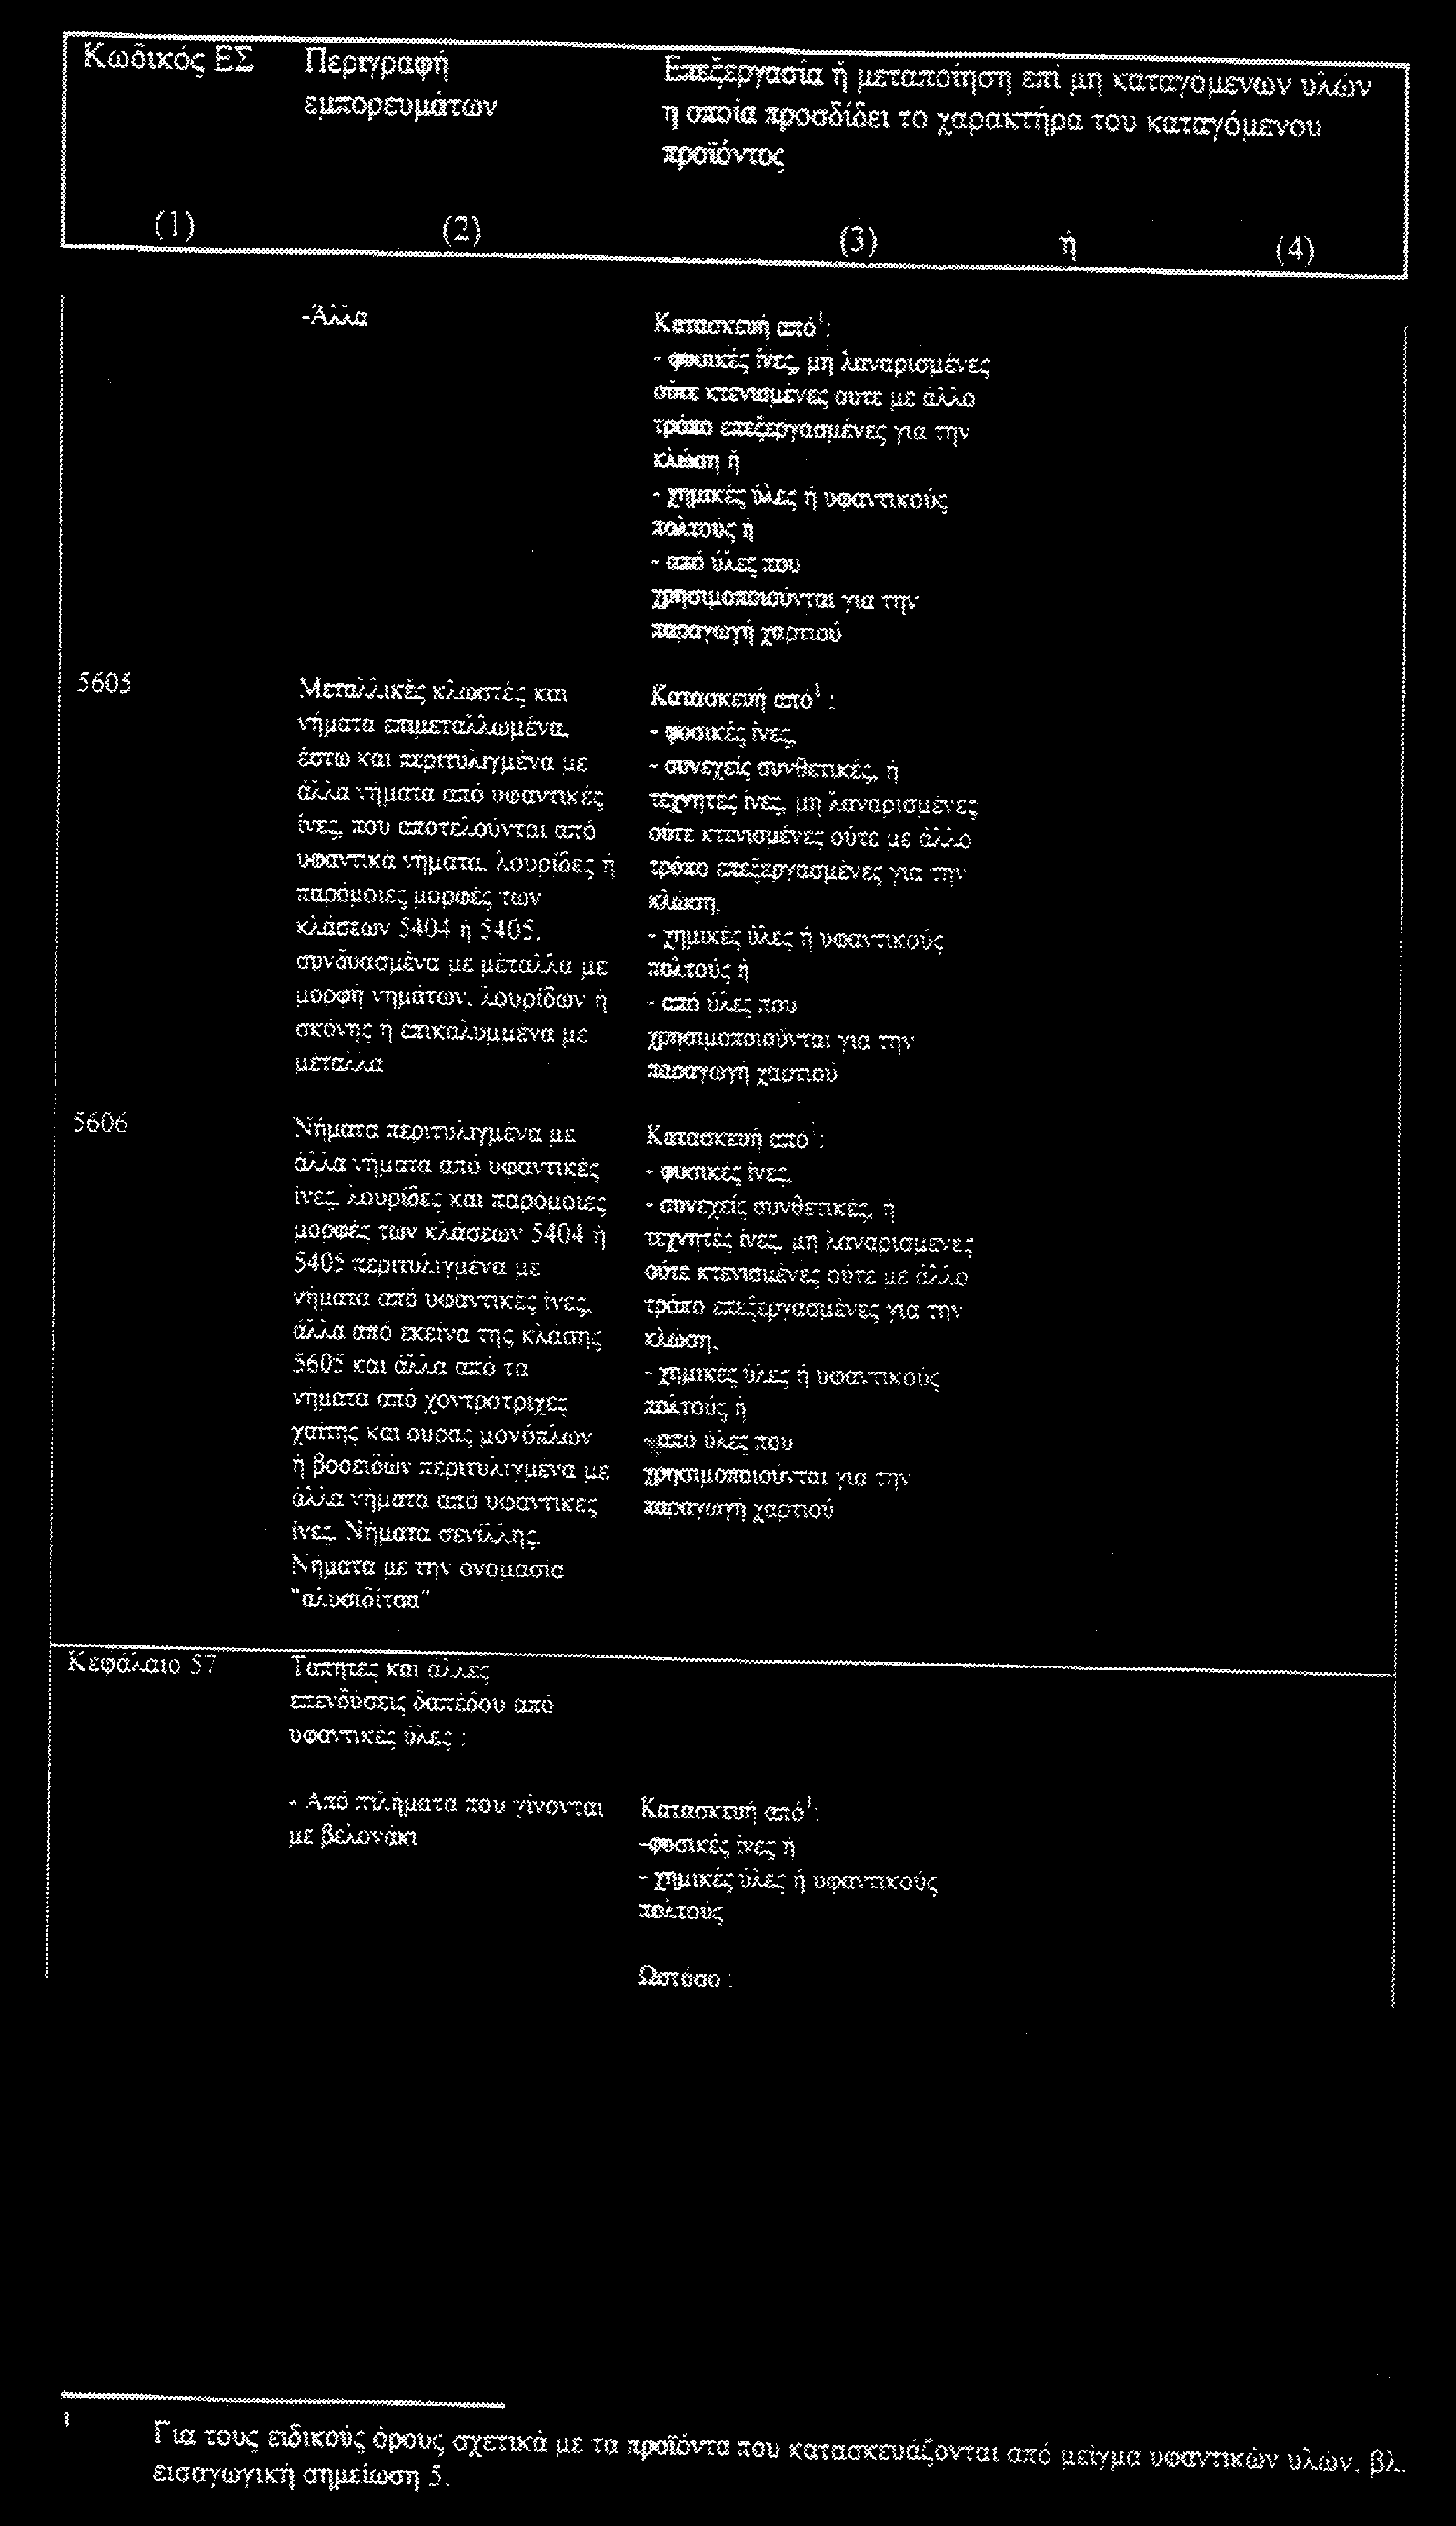 Κωδικός ΕΣ
Περιγραφή
εμπορευμάτων
Επεξεργασία ή μεταποίηση επί μη καταγόμενων υλών
η οποία προσδίδει το χαρακτήρα του καταγόμενου
προϊόντος
(1)
(2)
(3)
ή
(4)
-Άλλα
Κατασκευή από¹:
- φυσικές ίνες, μη λαναρισμένες
ούτε κτενισμένες ούτε με άλλο
τρόπο επεξεργασμένες για την
κλώση ή
- χημικές ύλες ή υφαντικούς
πολτούς ή
- από ύλες που
χρησιμοποιούνται για την
παραγωγή χαρτιού
5605
Μεταλλικές κλωστές και
νήματα επιμεταλλωμένα,
έστω και περιτυλιγμένα με
άλλα νήματα από υφαντικές
ίνες, που αποτελούνται από
υφαντικά νήματα, λουρίδες ή
παρόμοιες μορφές των
κλάσεων 5404 ή 5405,
συνδυασμένα με μέταλλα με
μορφή νημάτων, λουρίδων ή
σκόνης ή επικαλυμμένα με
μέταλλα
Κατασκευή από¹ :
- φυσικές ίνες,
- συνεχείς συνθετικές, ή
τεχνητές ίνες, μη λαναρισμένες
ούτε κτενισμένες ούτε με άλλο
τρόπο επεξεργασμένες για την
κλώση,
- χημικές ύλες ή υφαντικούς
πολτούς ή
- από ύλες που
χρησιμοποιούνται για την
παραγωγή χαρτιού
5606
Νήματα περιτυλιγμένα με
άλλα νήματα από υφαντικές
ίνες, λουρίδες και παρόμοιες
μορφές των κλάσεων 5404 ή
5405 περιτυλιγμένα με
νήματα από υφαντικές ίνες,
άλλα από εκείνα της κλάσης
5605 και άλλα από τα
νήματα από χοντρότριχες
χαίτης και ουράς μονόπλων
ή βοοειδών περιτυλιγμένα με
άλλα νήματα από υφαντικές
ίνες. Νήματα σενίλλης.
Νήματα με την ονομασία
"αλυσιδίτσα"
Κατασκευή από¹:
- φυσικές ίνες,
- συνεχείς συνθετικές, ή
τεχνητές ίνες, μη λαναρισμένες
ούτε κτενισμένες ούτε με άλλο
τρόπο επεξεργασμένες για την
κλώση,
- χημικές ύλες ή υφαντικούς
πολτούς ή
- από ύλες που
χρησιμοποιούνται για την
παραγωγή χαρτιού
Κεφάλαιο 57
Τάπητες και άλλες
επενδύσεις δαπέδου από
υφαντικές ύλες :
- Από πιλήματα που γίνονται
με βελονάκι
Κατασκευή από¹:
-φυσικές ίνες ή
- χημικές ύλες ή υφαντικούς
πολτούς
Ωστόσο :
1 Για τους ειδικούς όρους σχετικά με τα προϊόντα που κατασκευάζονται από μείγμα υφαντικών υλών, βλ.
εισαγωγική σημείωση 5.